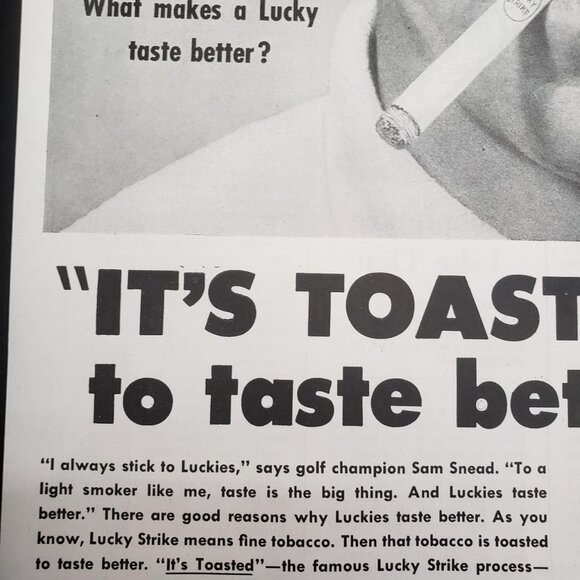 What makes a Lucky
taste better?
STRIKE
"IT'S TOAST
to taste bet
"I always stick to Luckies," says golf champion Sam Snead. "To a
light smoker like me, taste is the big thing. And Luckies taste
better." There are good reasons why Luckies taste better. As you
know, Lucky Strike means fine tobacco. Then that tobacco is toasted
to taste better. "It's Toasted"—the famous Lucky Strike process—